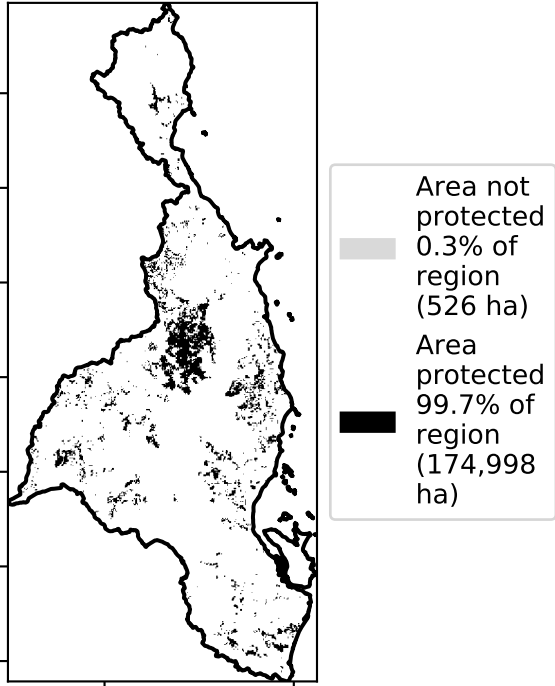 Area not
protected
0.3% of
region
(526 ha)
Area
protected
99.7% of
region
(174,998
ha)